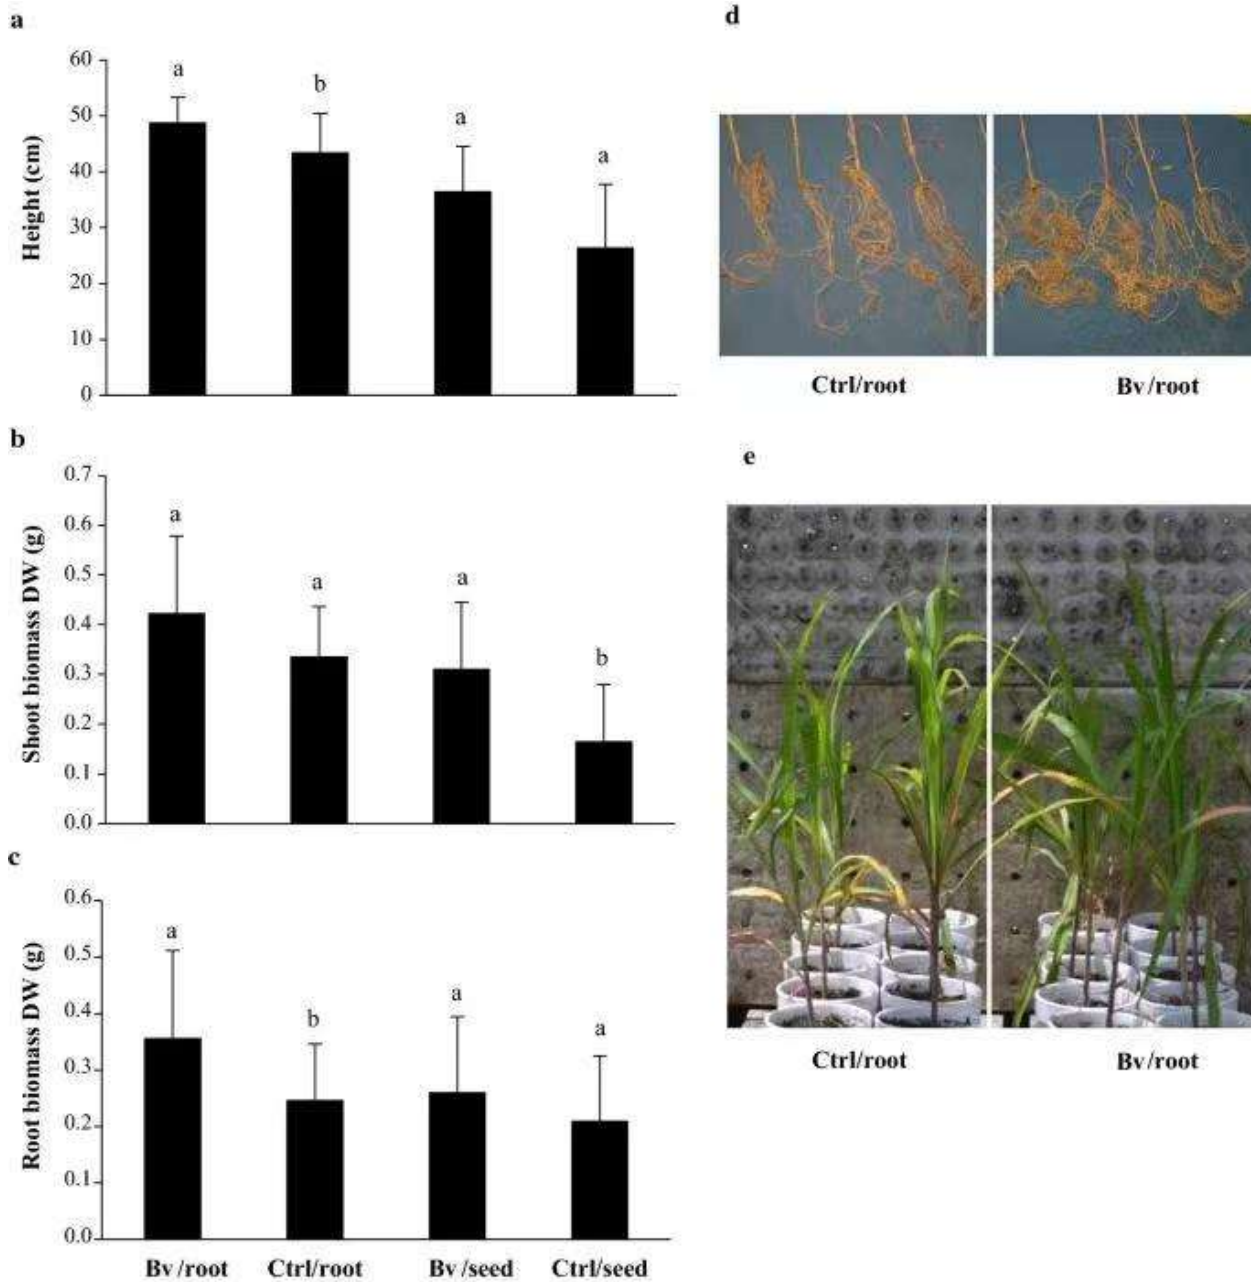 a
60
50
40
30
20
10
0
Height (cm)
a
b
a
a
b
0.7
0.6
0.5
0.4
0.3
0.2
0.1
0.0
Shoot biomass DW (g)
a
a
a
b
c
0.6
0.5
0.4
0.3
0.2
0.1
0.0
Root biomass DW (g)
a
b
a
a
Bv/root Ctrl/root Bv/seed Ctrl/seed
d
Ctrl/root Bv/root
e
Ctrl/root Bv/root